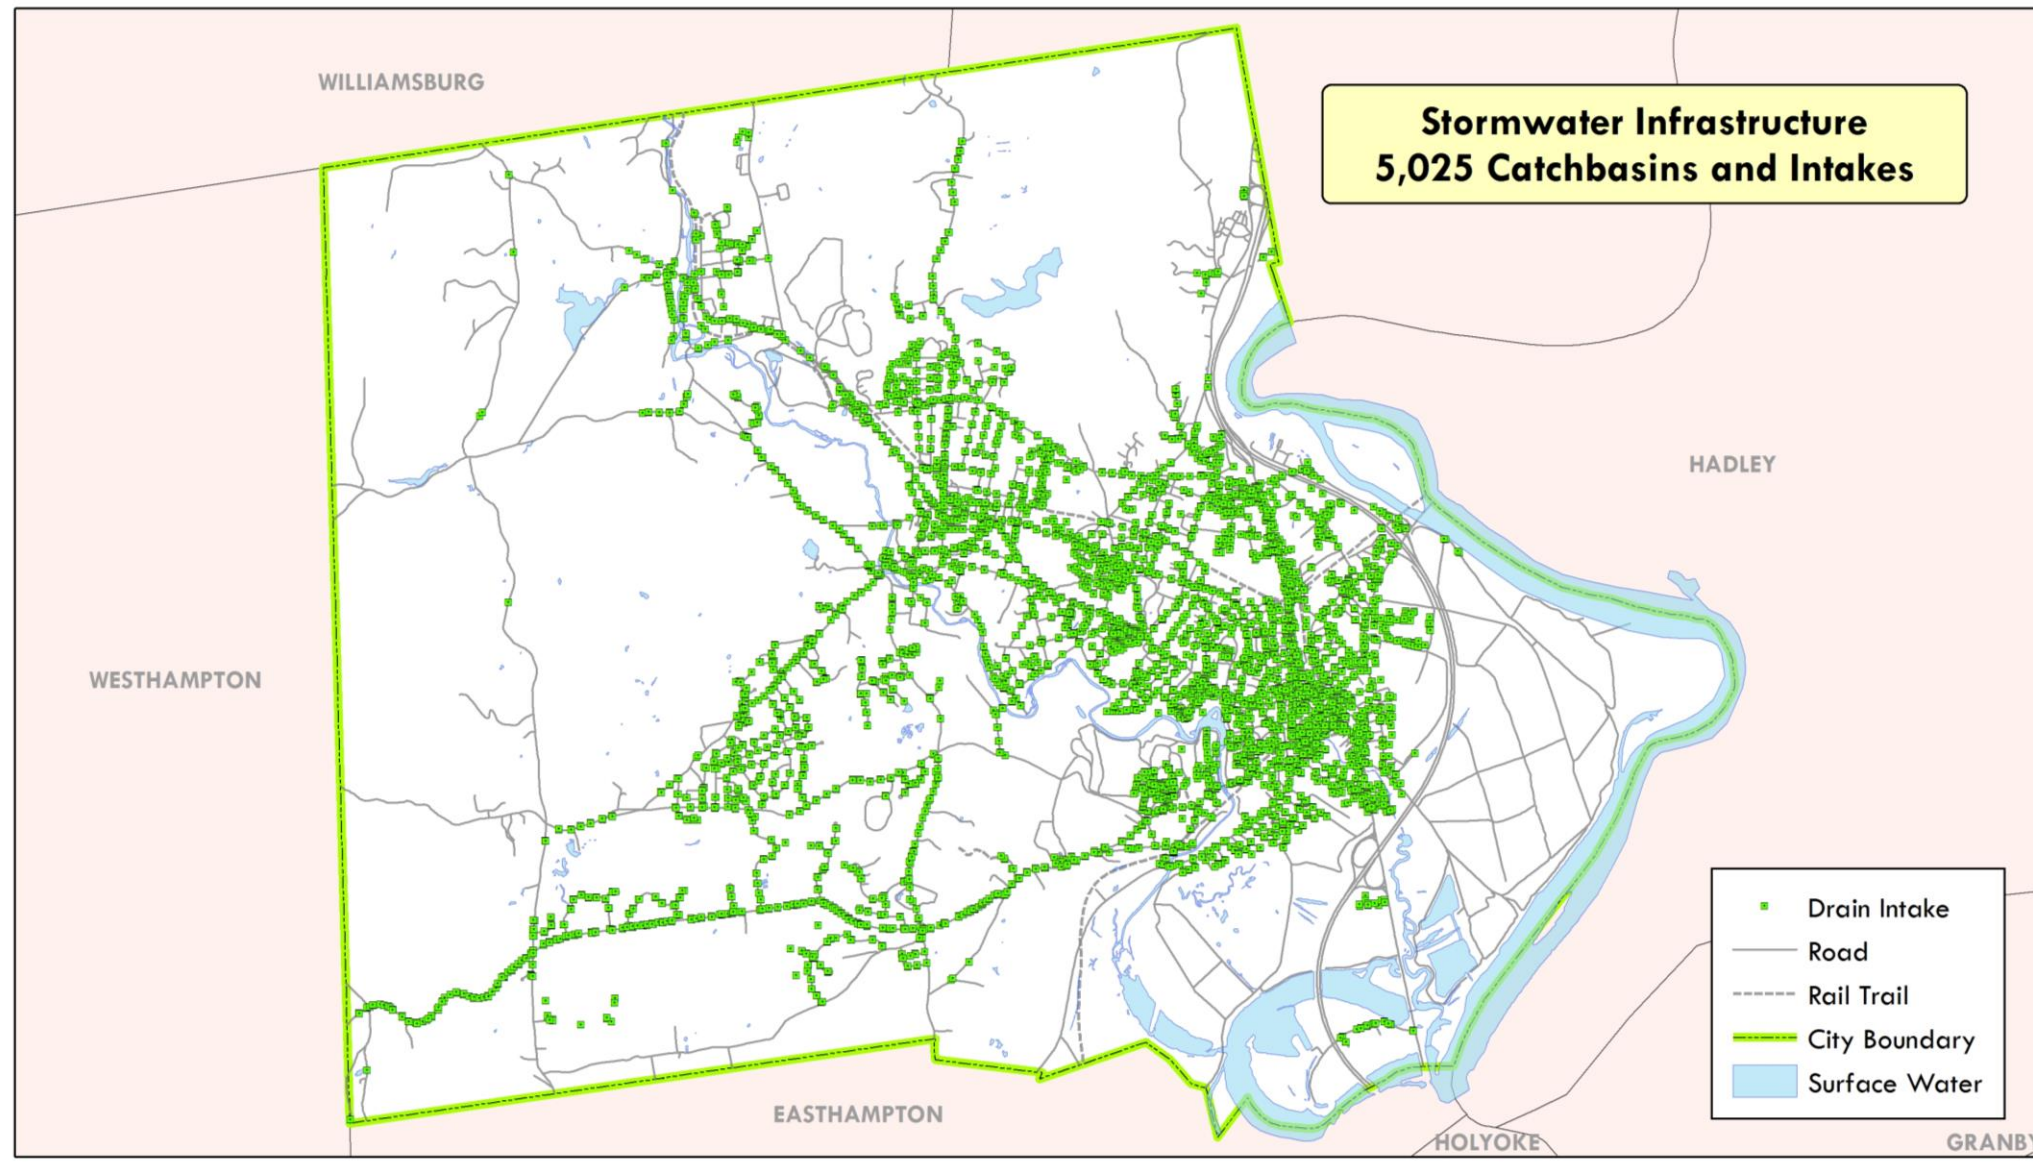 WILLIAMSBURG
Stormwater Infrastructure
5,025 Catchbasins and Intakes
HADLEY
WESTHAMPTON
Drain Intake
Road
Rail Trail
City Boundary
Surface Water
EASTHAMPTON
HOLYOKE
GRANBY